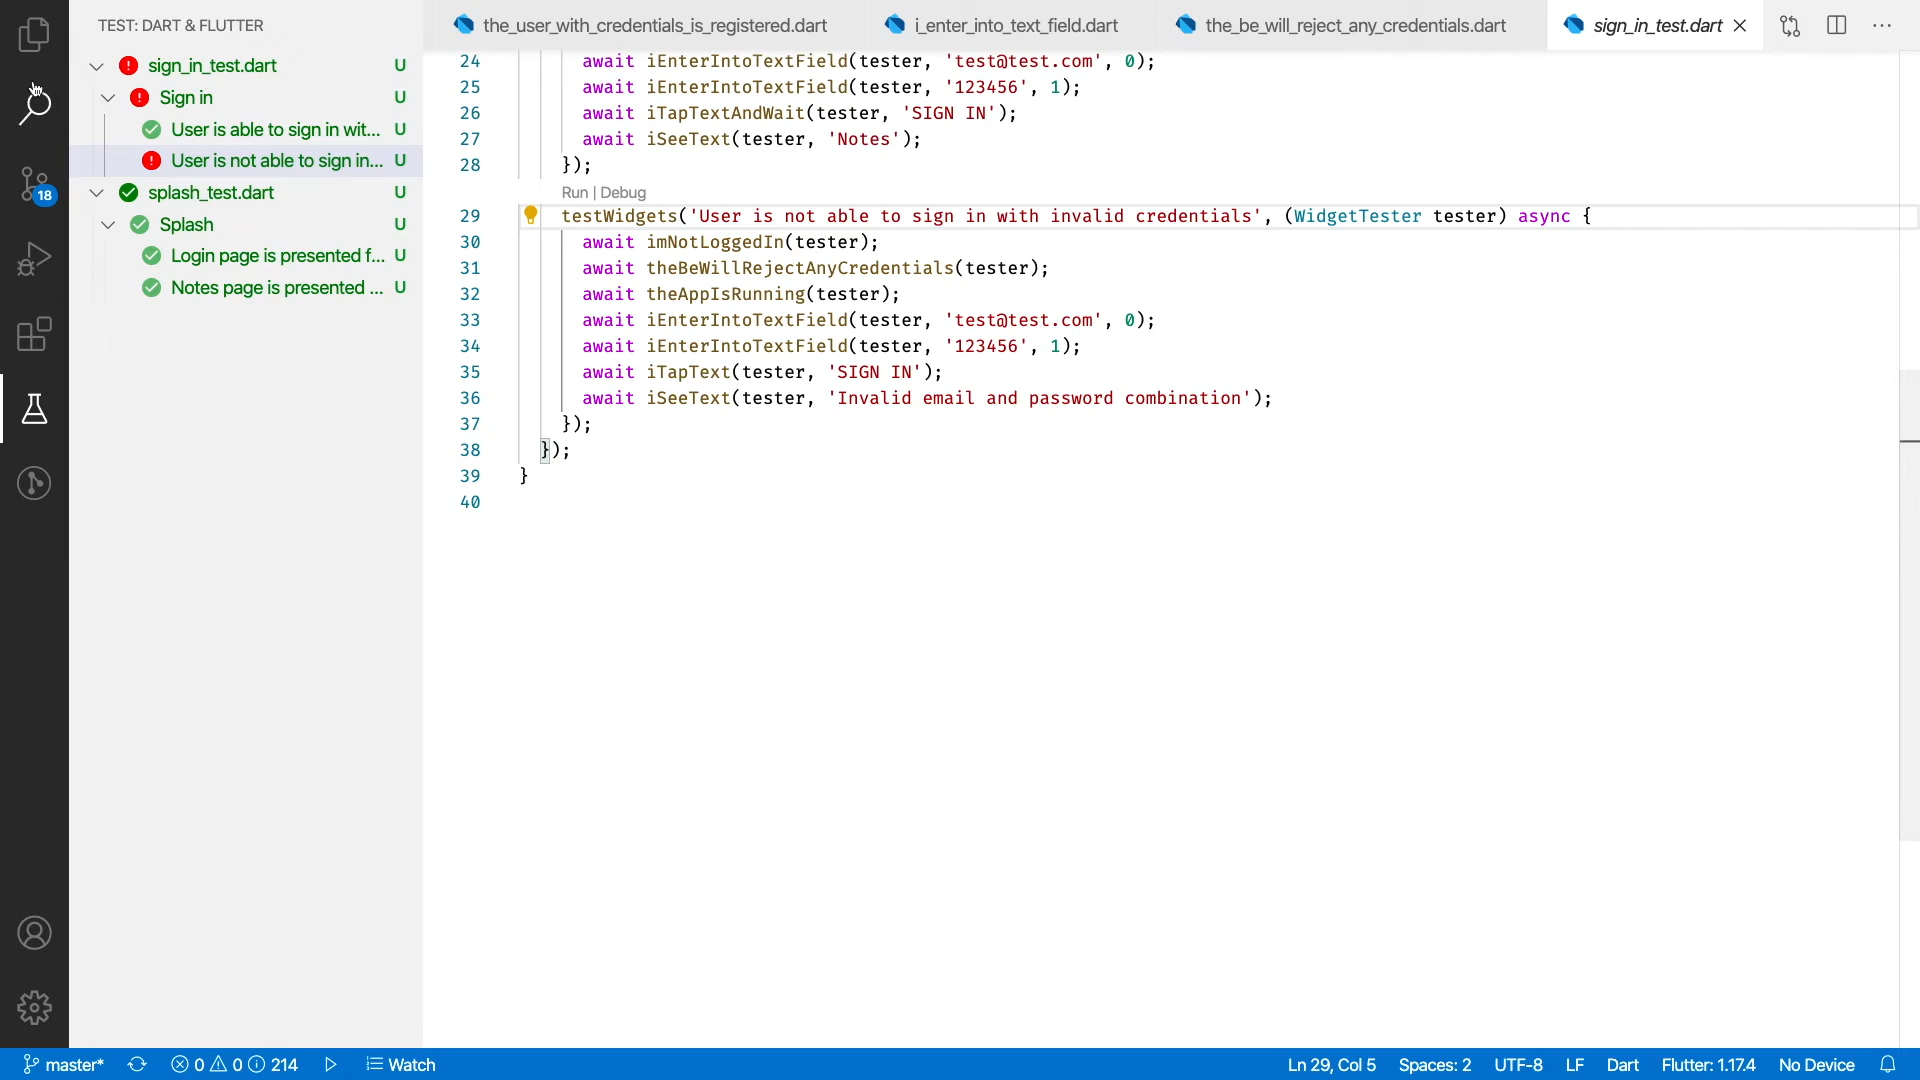 TEST: DART & FLUTTER
sign_in_test.dart U
Sign in U
User is able to sign in wit... U
User is not able to sign in... U
splash_test.dart U
Splash U
Login page is presented f... U
Notes page is presented ... U
18
the_user_with_credentials_is_registered.dart i_enter_into_text_field.dart the_be_will_reject_any_credentials.dart sign_in_test.dart
24 await iEnterIntoTextField(tester, 'test@test.com', 0);
25 await iEnterIntoTextField(tester, '123456', 1);
26 await iTapTextAndWait(tester, 'SIGN IN');
27 await iSeeText(tester, 'Notes');
28 });
Run | Debug
29 testWidgets('User is not able to sign in with invalid credentials', (WidgetTester tester) async {
30 await imNotLoggedIn(tester);
31 await theBeWillRejectAnyCredentials(tester);
32 await theAppIsRunning(tester);
33 await iEnterIntoTextField(tester, 'test@test.com', 0);
34 await iEnterIntoTextField(tester, '123456', 1);
35 await iTapText(tester, 'SIGN IN');
36 await iSeeText(tester, 'Invalid email and password combination');
37 });
38 });
39 }
40
master* 0 0 214 Watch Ln 29, Col 5 Spaces: 2 UTF-8 LF Dart Flutter: 1.17.4 No Device